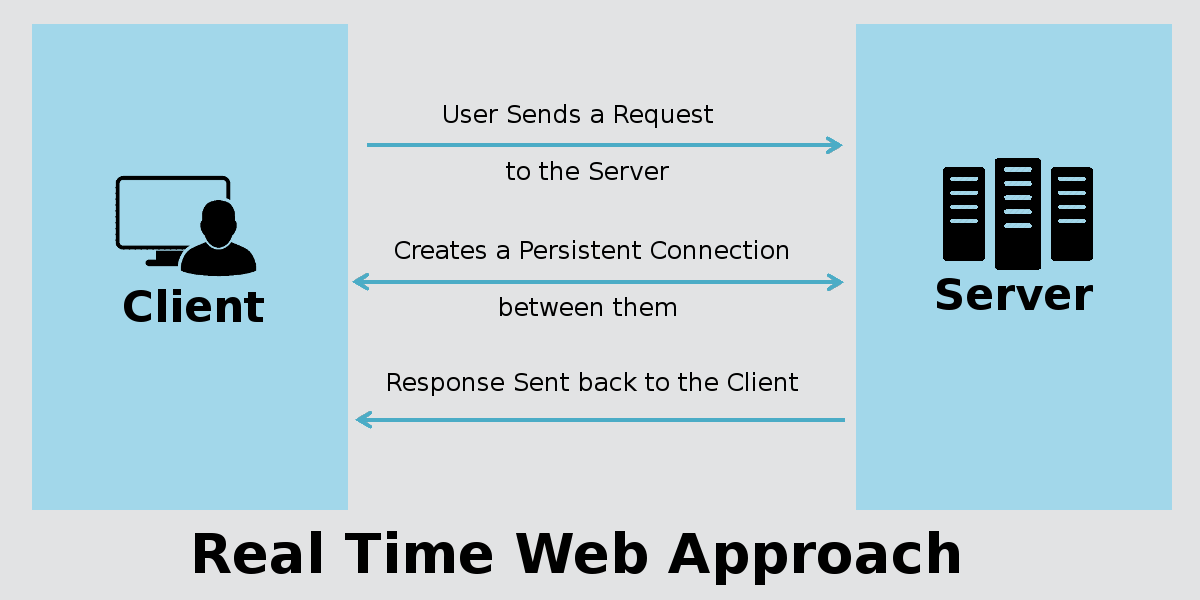 User Sends a Request
to the Server
Creates a Persistent Connection
between them
Response Sent back to the Client
Client
Server
Real Time Web Approach